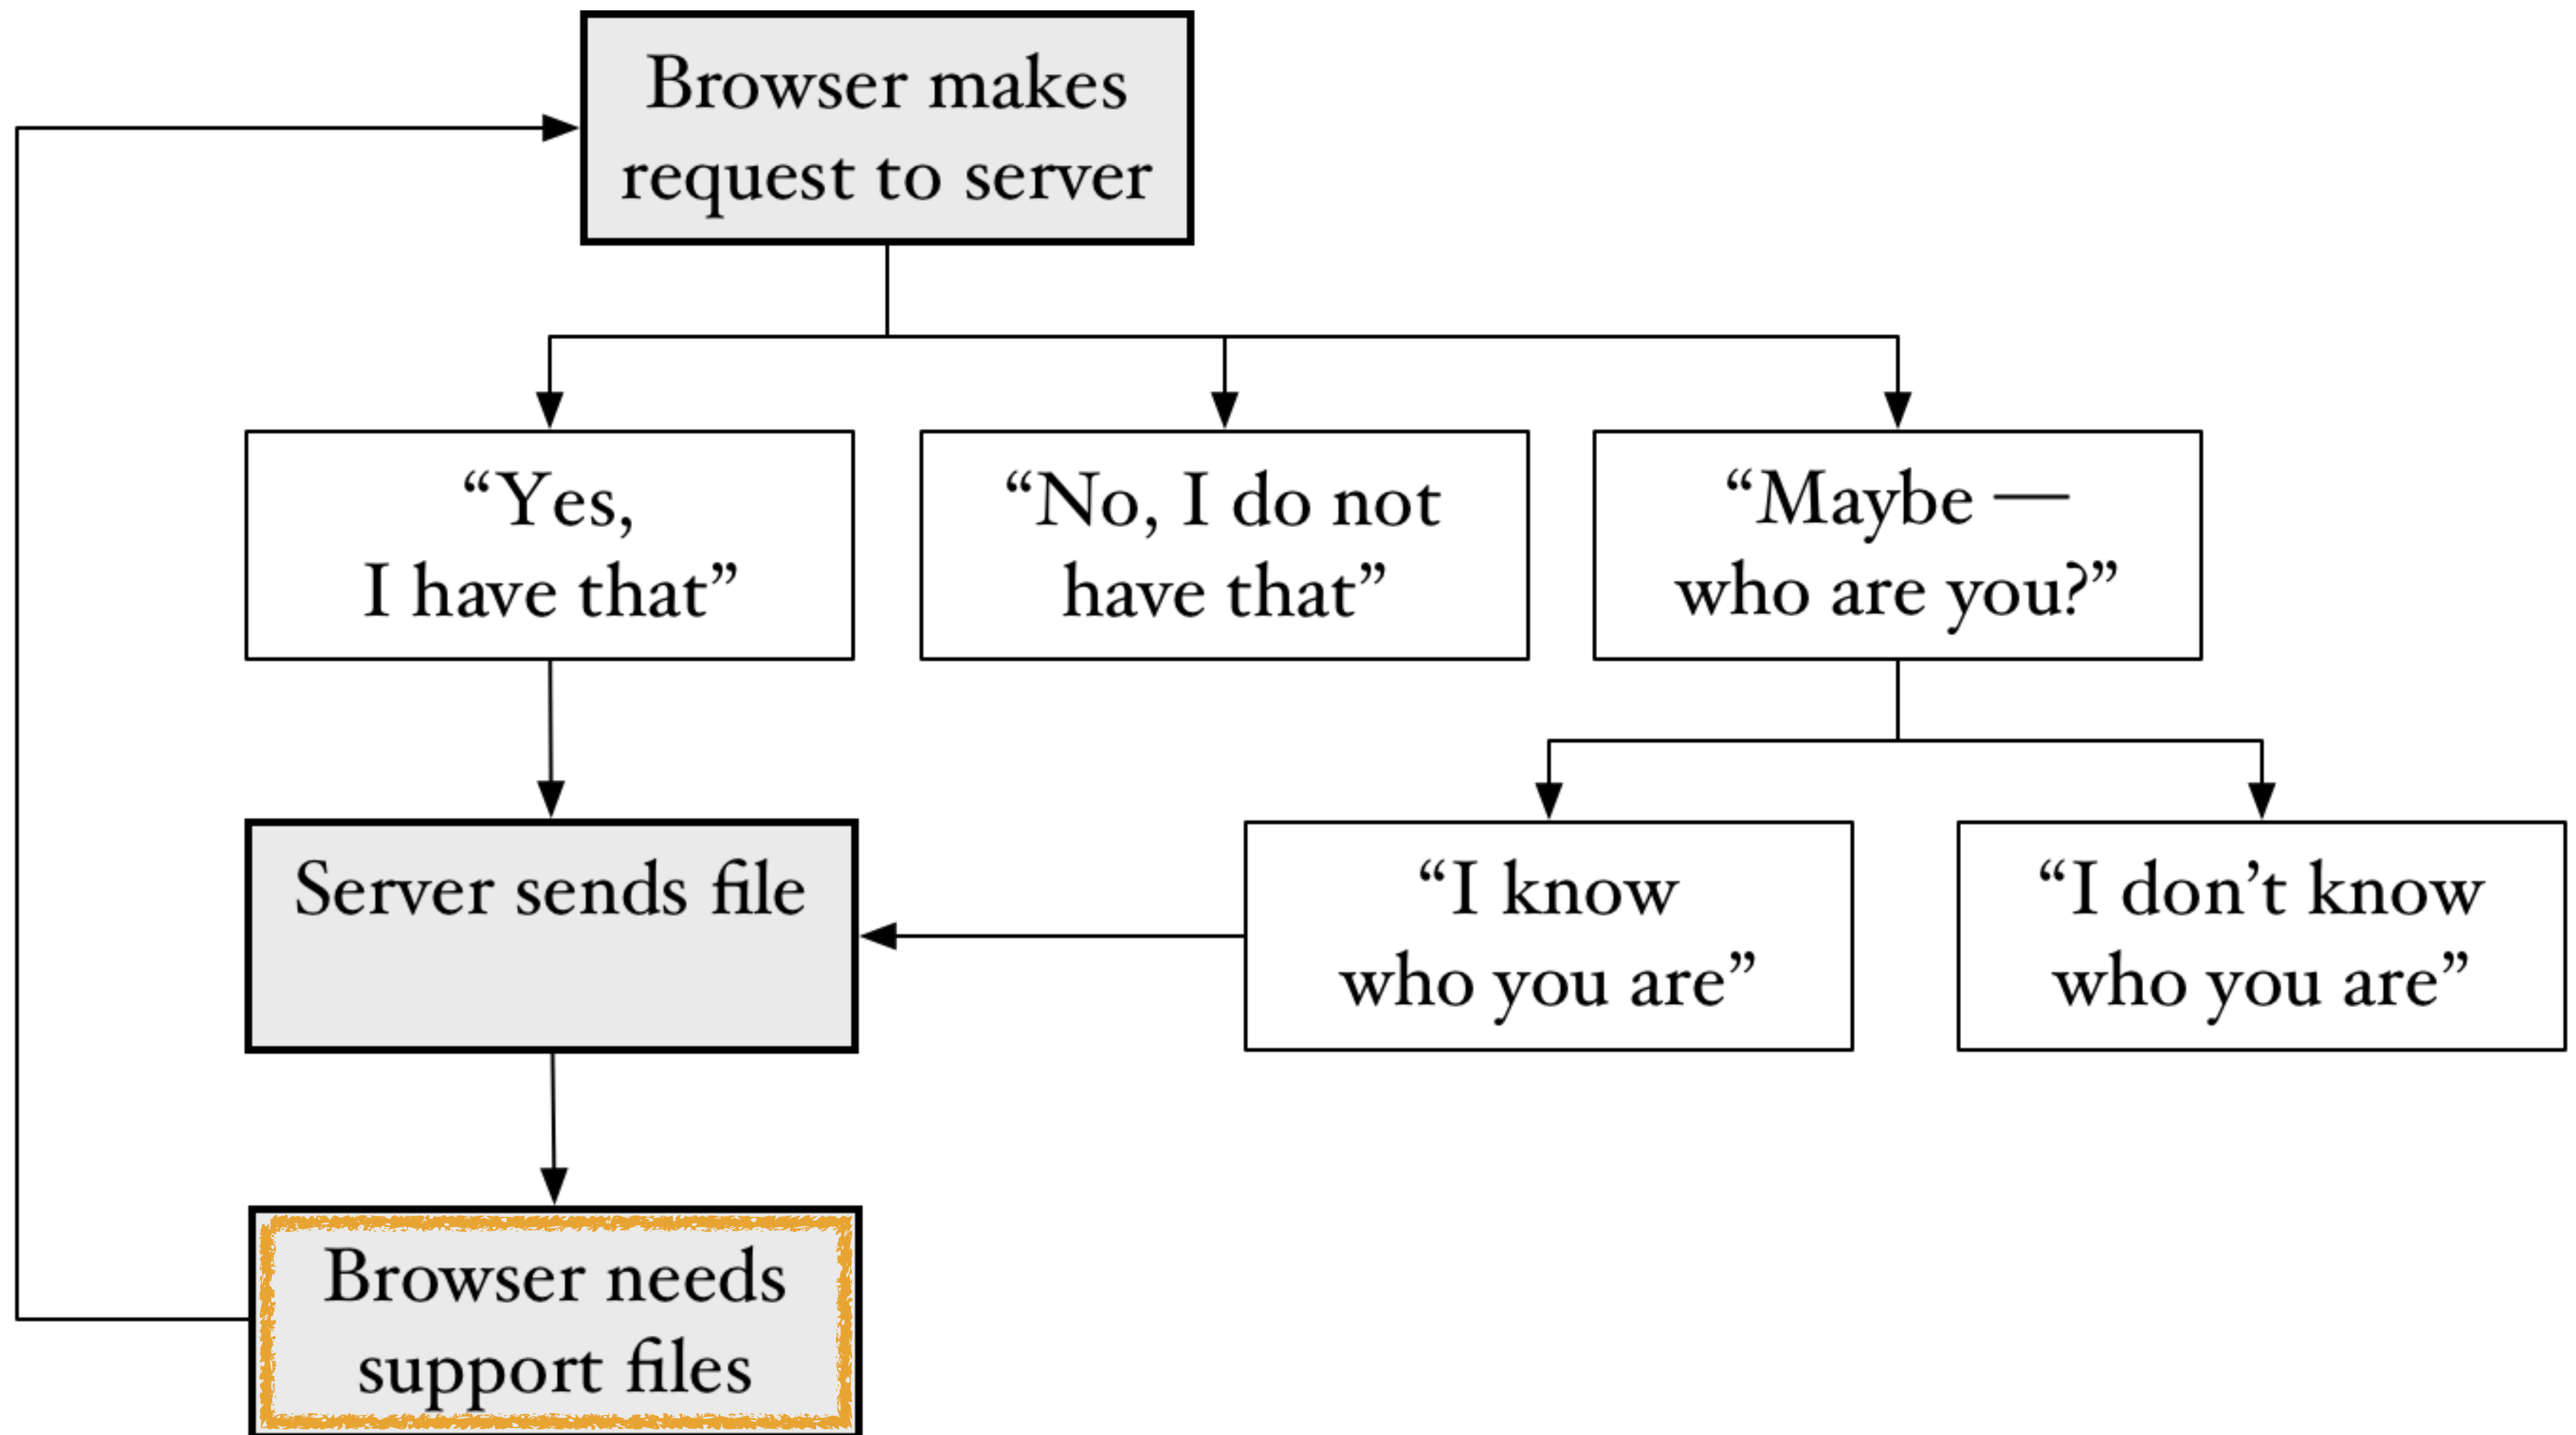 Browser makes
request to server
“Yes,
I have that”
“No, I do not
have that”
“Maybe —
who are you?”
Server sends file
“I know
who you are”
“I don’t know
who you are”
Browser needs
support files